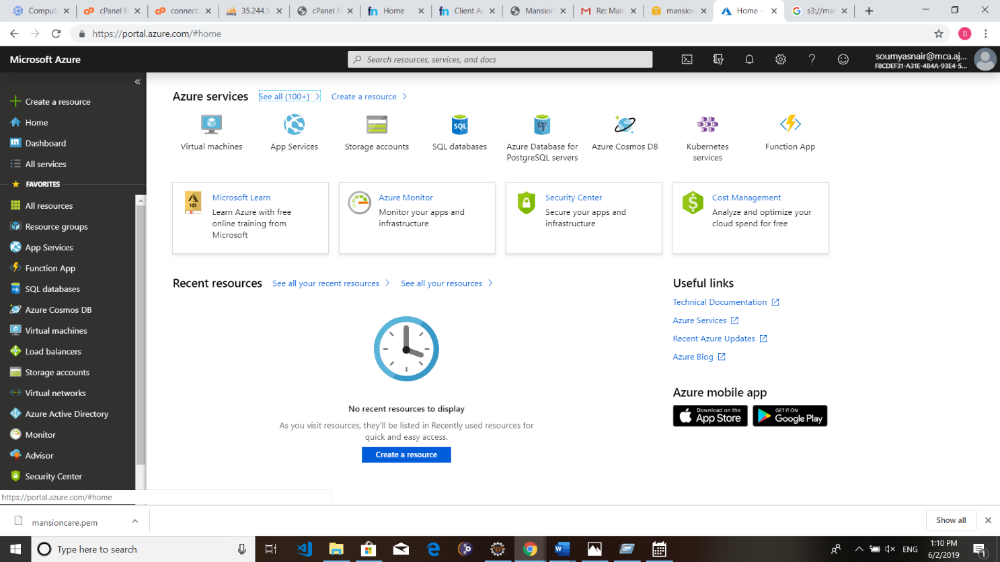 Comput
cPanel F
connect.
35.244.5
cPanel F
Home
Client A
Mansion
Re: Mai
mansion
Home -
s3://mar
https://portal.azure.com/#home
S
Microsoft Azure
Search resources, services, and docs
soumyasnair@mca.aj...
F8CDEF31-A31E-4B4A-93E4-5...
Create a resource
Home
Dashboard
All services
FAVORITES
All resources
Resource groups
App Services
Function App
SQL databases
Azure Cosmos DB
Virtual machines
Load balancers
Storage accounts
Virtual networks
Azure Active Directory
Monitor
Advisor
Security Center
https://portal.azure.com/#home
Azure services See all (100+) Create a resource
Virtual machines
App Services
Storage accounts
SQL
SQL databases
Azure Database for
PostgreSQL servers
Azure Cosmos DB
Kubernetes
services
Function App
101
Microsoft Learn
Learn Azure with free
online training from
Microsoft
Azure Monitor
Monitor your apps and
infrastructure
Security Center
Secure your apps and
infrastructure
Cost Management
Analyze and optimize your
cloud spend for free
Recent resources See all your recent resources See all your resources
No recent resources to display
As you visit resources, they'll be listed in Recently used resources for
quick and easy access.
Create a resource
Useful links
Technical Documentation
Azure Services
Recent Azure Updates
Azure Blog
Azure mobile app
Download on the
App Store
GET IT ON
Google Play
mansioncare.pem
Show all
Type here to search
ENG
1:10 PM
6/2/2019
1